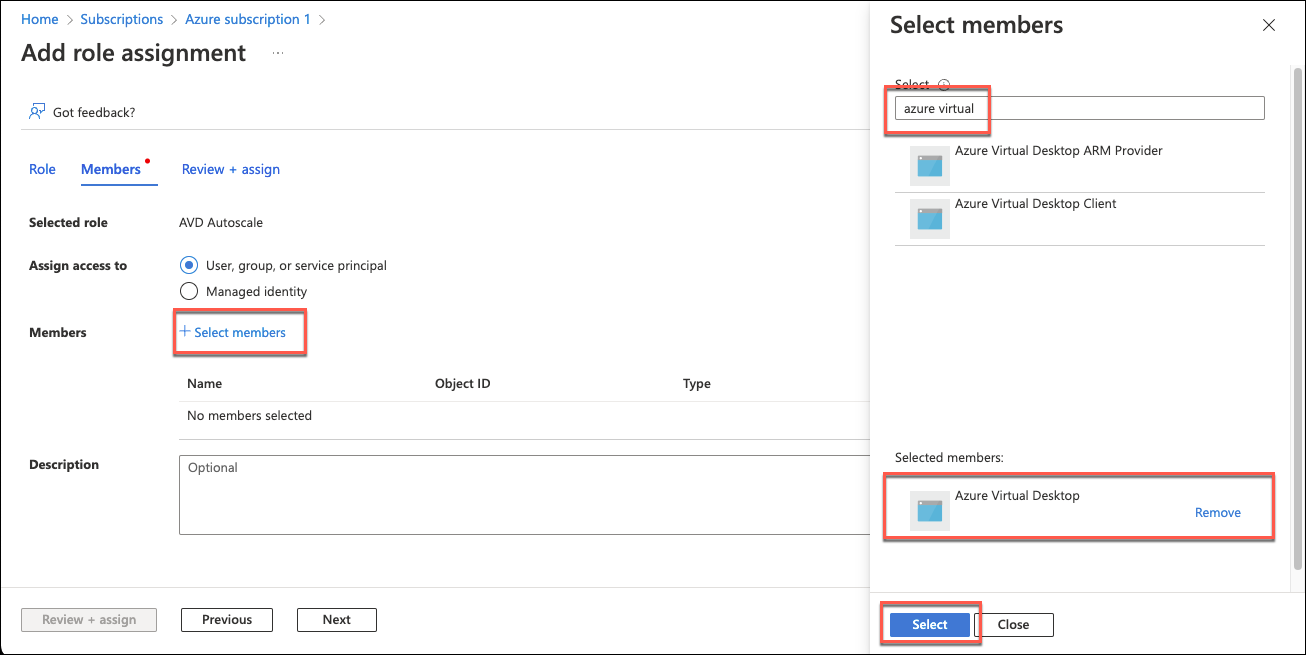 Home > Subscriptions > Azure subscription 1 >
Add role assignment ...
Got feedback?
Role Members Review + assign
Selected role AVD Autoscale
Assign access to User, group, or service principal
Managed identity
Members + Select members
Name Object ID Type
No members selected
Description Optional
Review + assign Previous Next
Select members
Select
azure virtual
Azure Virtual Desktop ARM Provider
Azure Virtual Desktop Client
Selected members:
Azure Virtual Desktop
Remove
Select Close